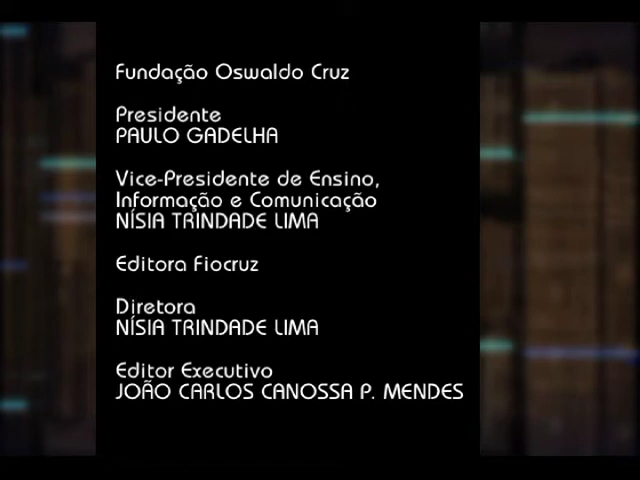 Fundação Oswaldo Cruz
Presidente
PAULO GADELHA
Vice-Presidente de Ensino,
Informação e Comunicação
NÍSIA TRINDADE LIMA
Editora Fiocruz
Diretora
NÍSIA TRINDADE LIMA
Editor Executivo
JOÃO CARLOS CANOSSA P. MENDES